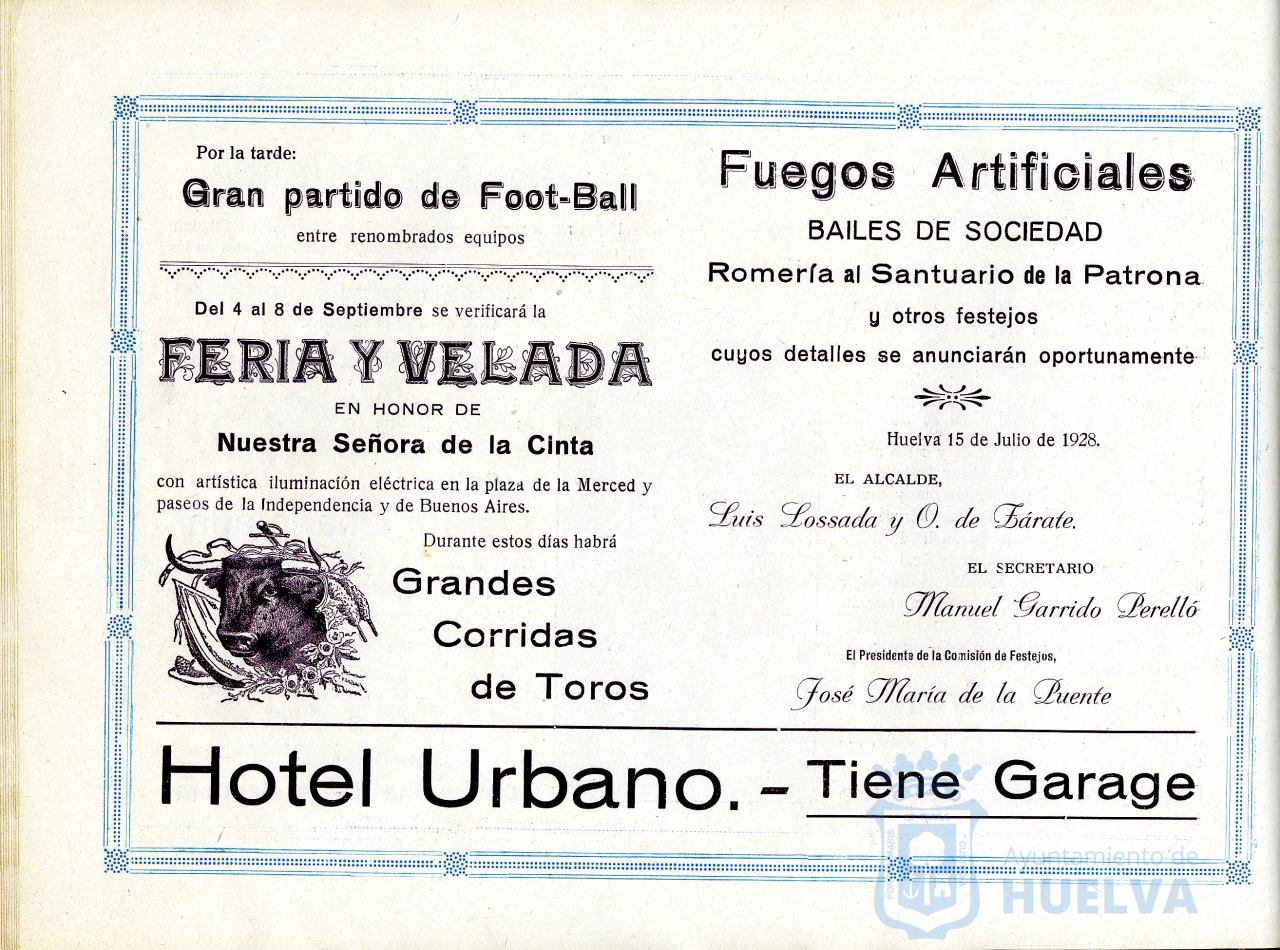 Por la tarde:
Gran partido de Foot-Ball
entre renombrados equipos
Del 4 al 8 de Septiembre se verificará la
FERIA Y VELADA
EN HONOR DE
Nuestra Señora de la Cinta
con artística iluminación eléctrica en la plaza de la Merced y
paseos de la Independencia y de Buenos Aires.
Durante estos días habrá
Grandes
Corridas
de Toros
Fuegos Artificiales
BAILES DE SOCIEDAD
Romería al Santuario de la Patrona
y otros festejos
cuyos detalles se anunciarán oportunamente
Huelva 15 de Julio de 1928.
EL ALCALDE,
Luis Lossada y O. de Zárate.
EL SECRETARIO
Manuel Garrido Perelló
El Presidente de la Comisión de Festejos,
José María de la Puente
Hotel Urbano. - Tiene Garage
Ayuntamiento de
HUELVA